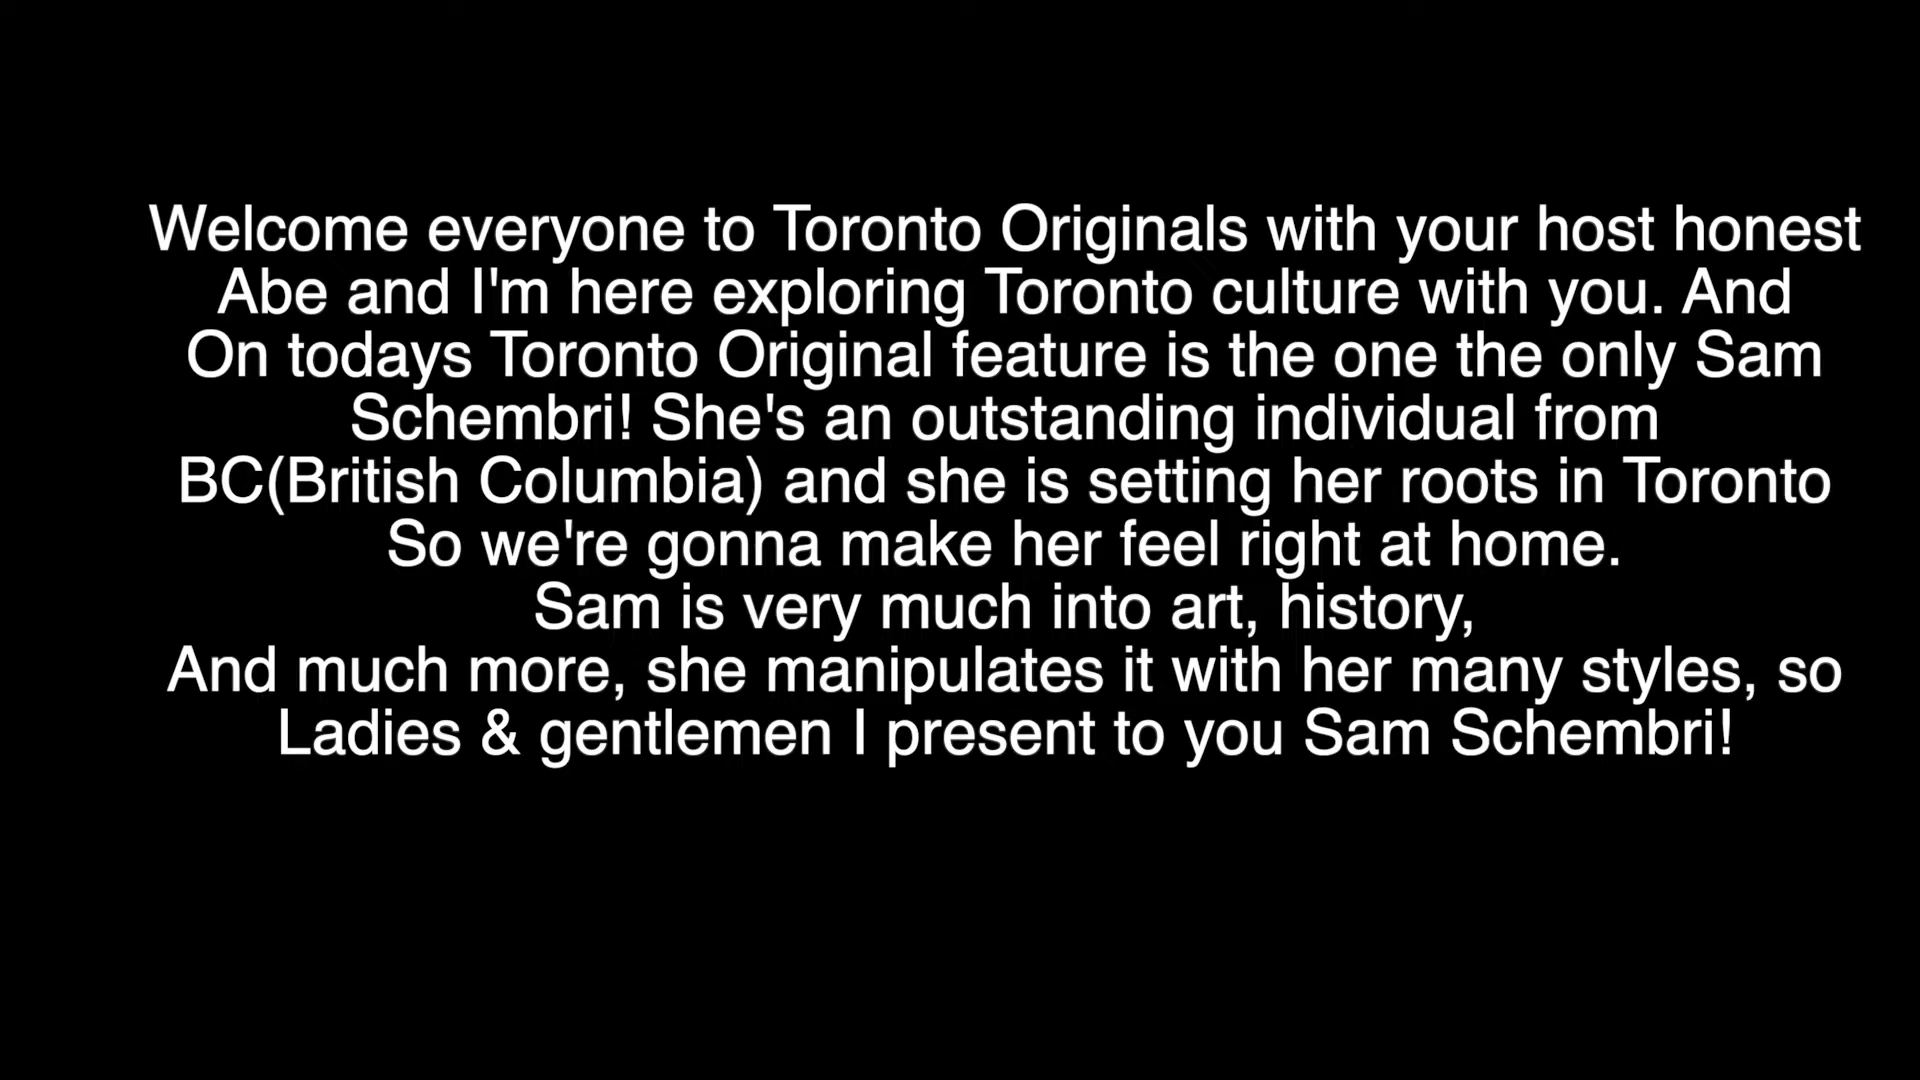 Welcome everyone to Toronto Originals with your host honest
Abe and I'm here exploring Toronto culture with you. And
On todays Toronto Original feature is the one the only Sam
Schembri! She's an outstanding individual from
BC(British Columbia) and she is setting her roots in Toronto
So we're gonna make her feel right at home.
Sam is very much into art, history,
And much more, she manipulates it with her many styles, so
Ladies & gentlemen I present to you Sam Schembri!